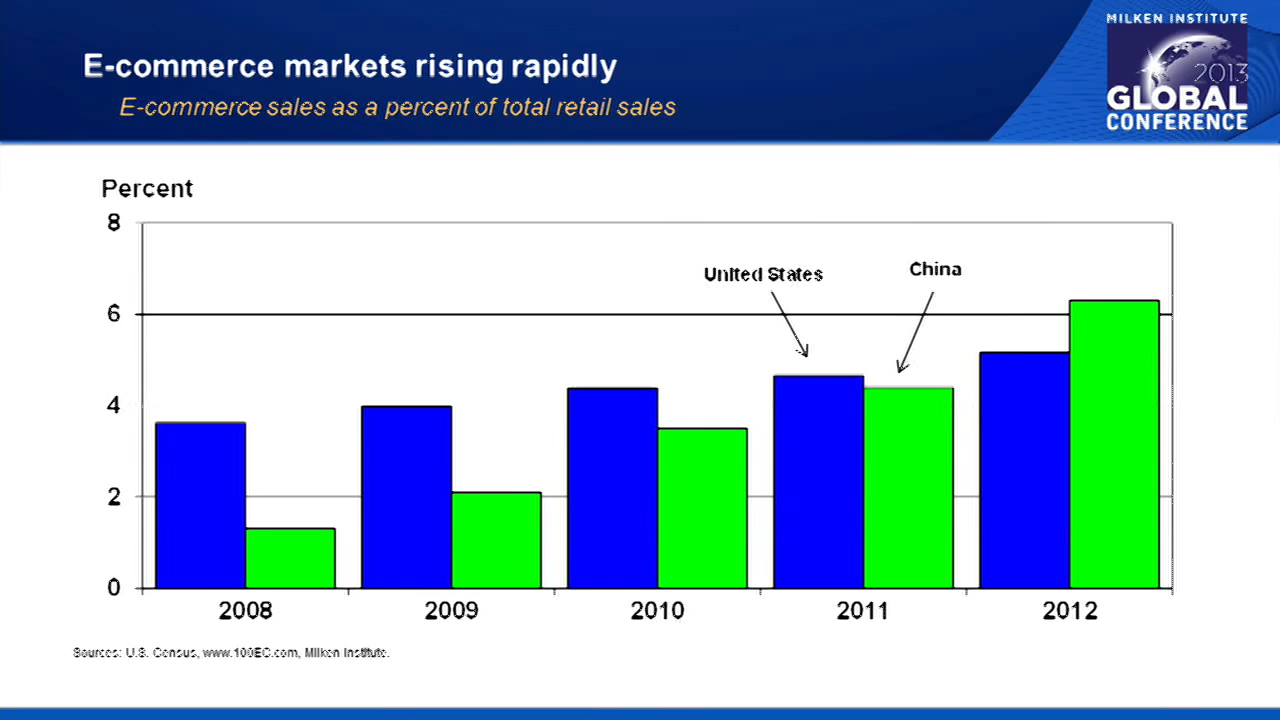 MILKEN INSTITUTE
2013
GLOBAL
CONFERENCE
E-commerce markets rising rapidly
E-commerce sales as a percent of total retail sales
Percent
8
United States
China
6
4
2
0
2008 2009 2010 2011 2012
Sources: U.S. Census, www.100EC.com, Milken Institute.